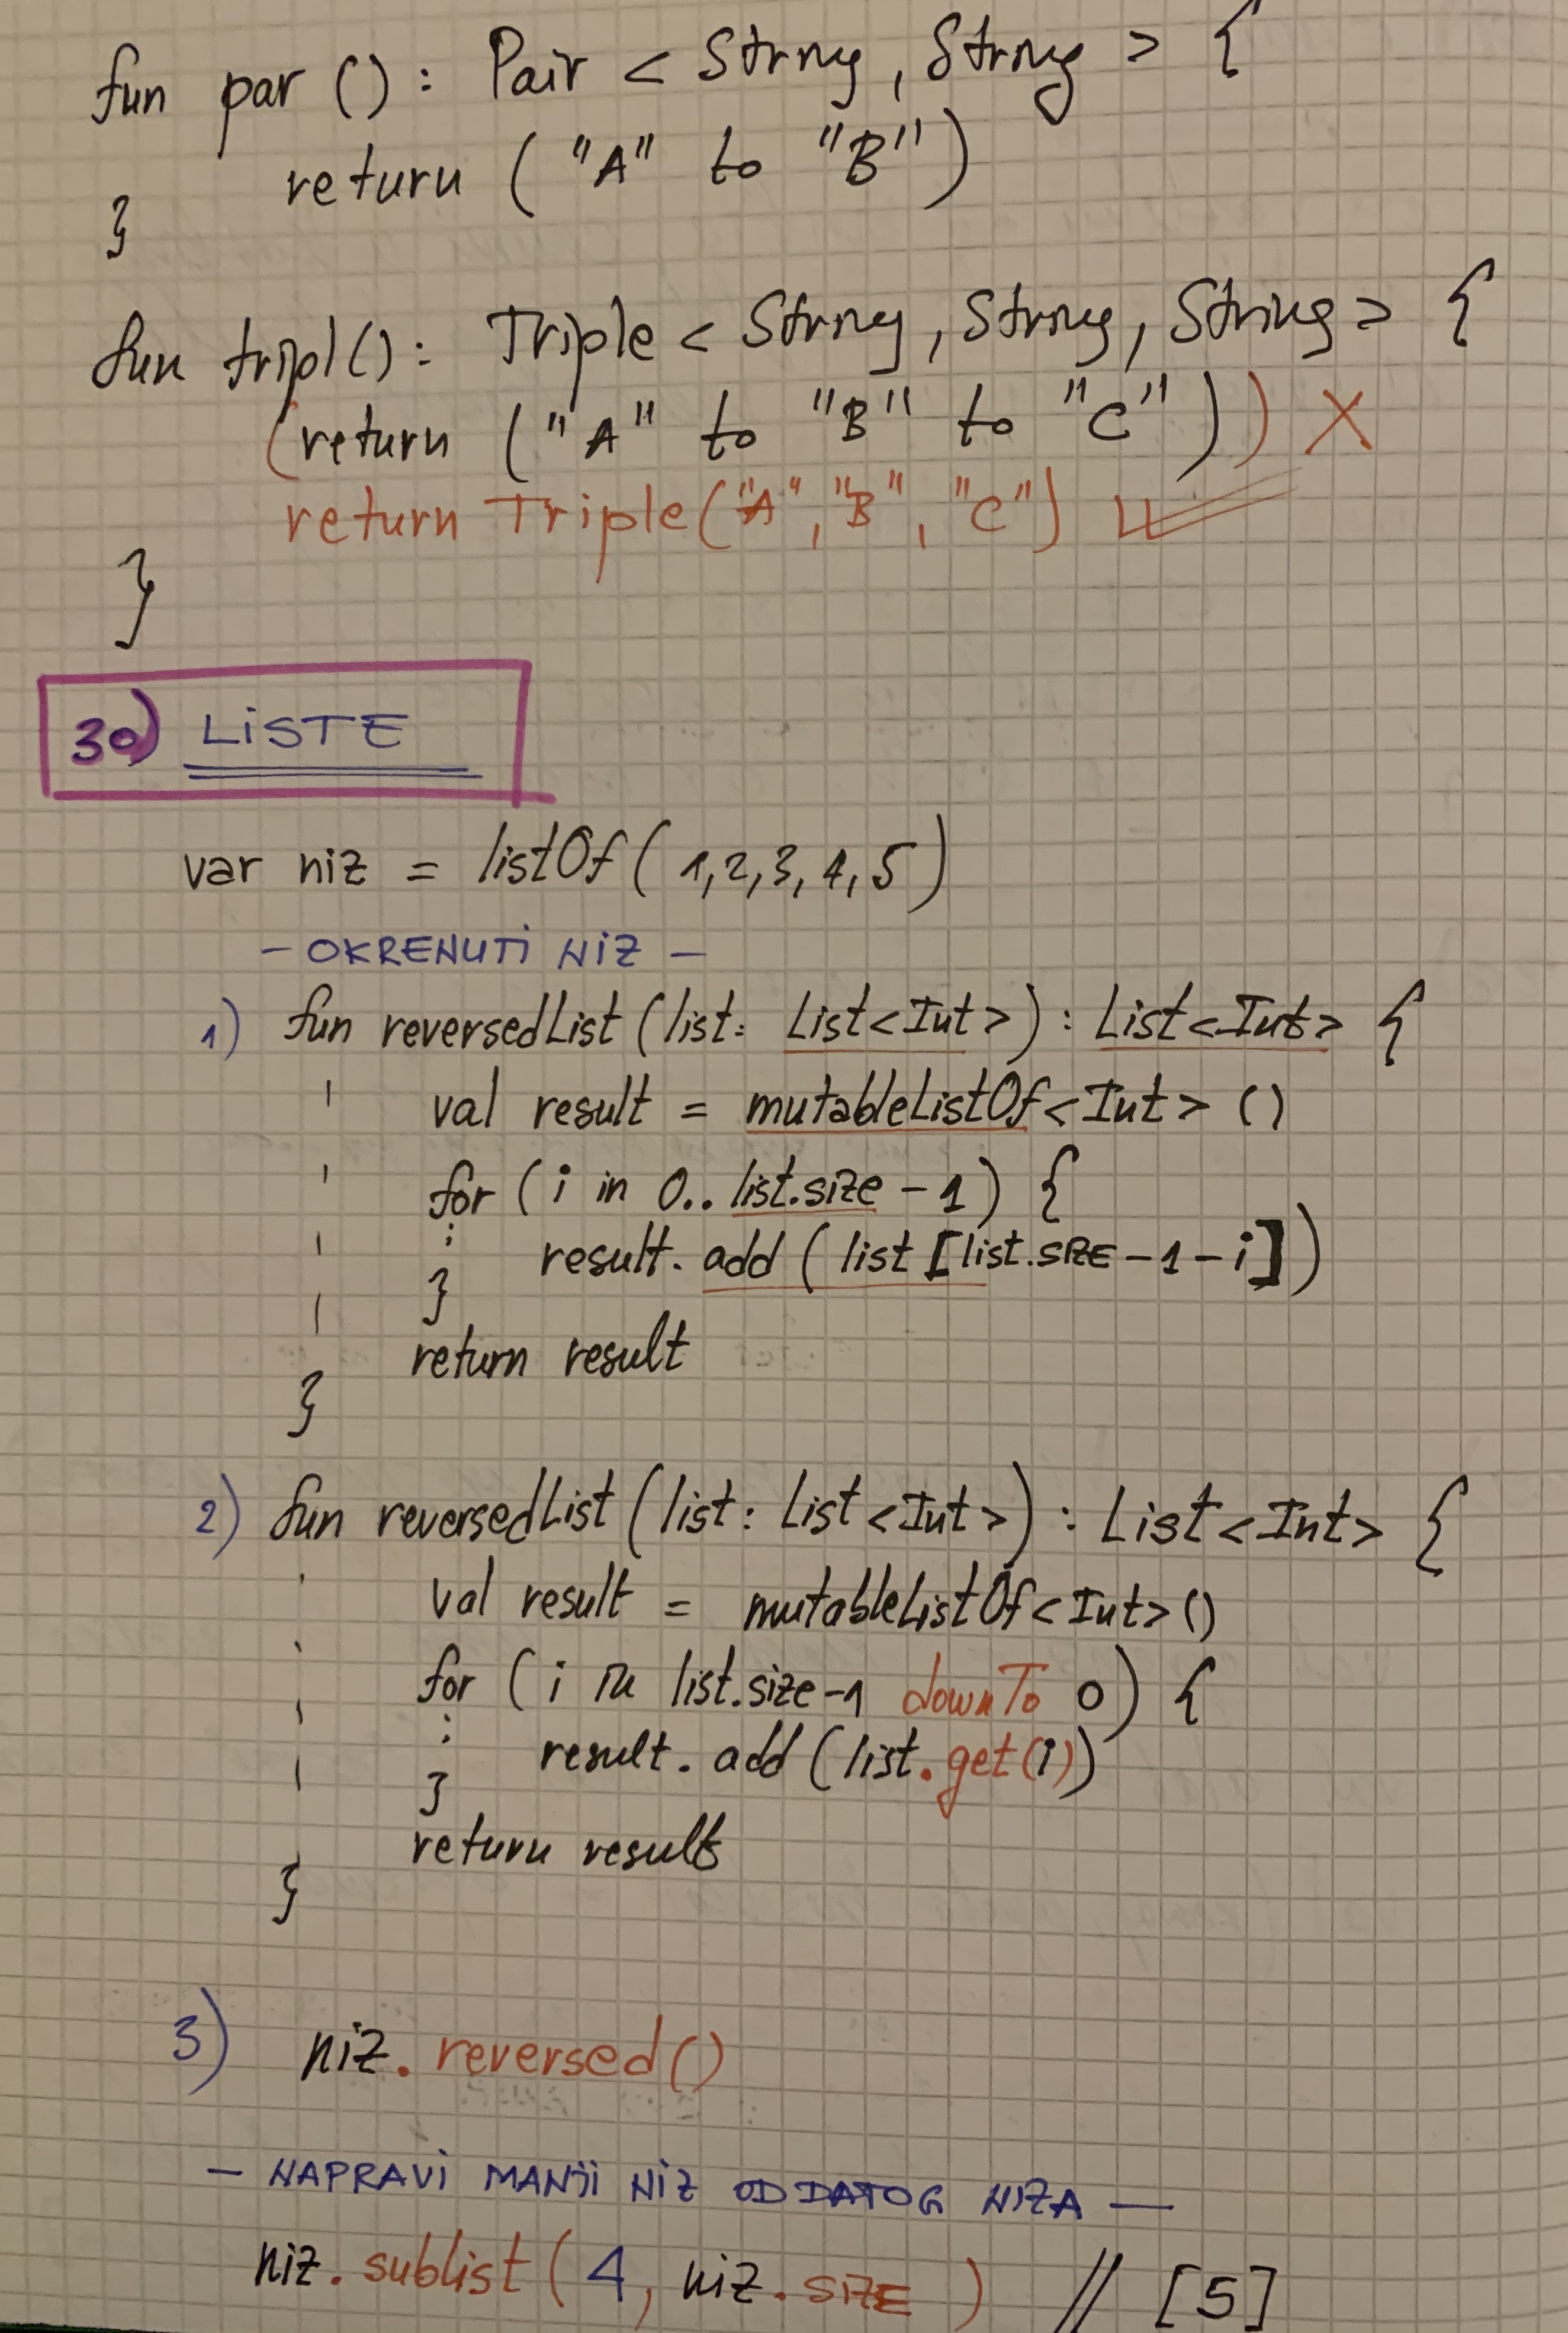 fun par () : Pair < String, String > {
return ("A" to "B")
}
fun tripl() : Triple < String, String, String > {
(return ("A" to "B" to "C")) X
return Triple("A", "B", "C")
}
30) LISTE
var niz = listOf(1,2,3,4,5)
- OKRENUTI NIZ -
1) fun reversedList (list: List<Int>) : List<Int> {
val result = mutableListOf<Int> ()
for (i in 0..list.size - 1) {
result.add (list [list.SIZE - 1 - i])
}
return result
}
2) fun reversedList (list: List<Int>) : List<Int> {
val result = mutableListOf<Int>()
for (i in list.size-1 downTo 0) {
result.add (list.get(i))
}
return result
}
3) niz.reversed()
- NAPRAVI MANJI NIZ OD DATOG NIZA -
niz.sublist(4, niz.SIZE) // [5]